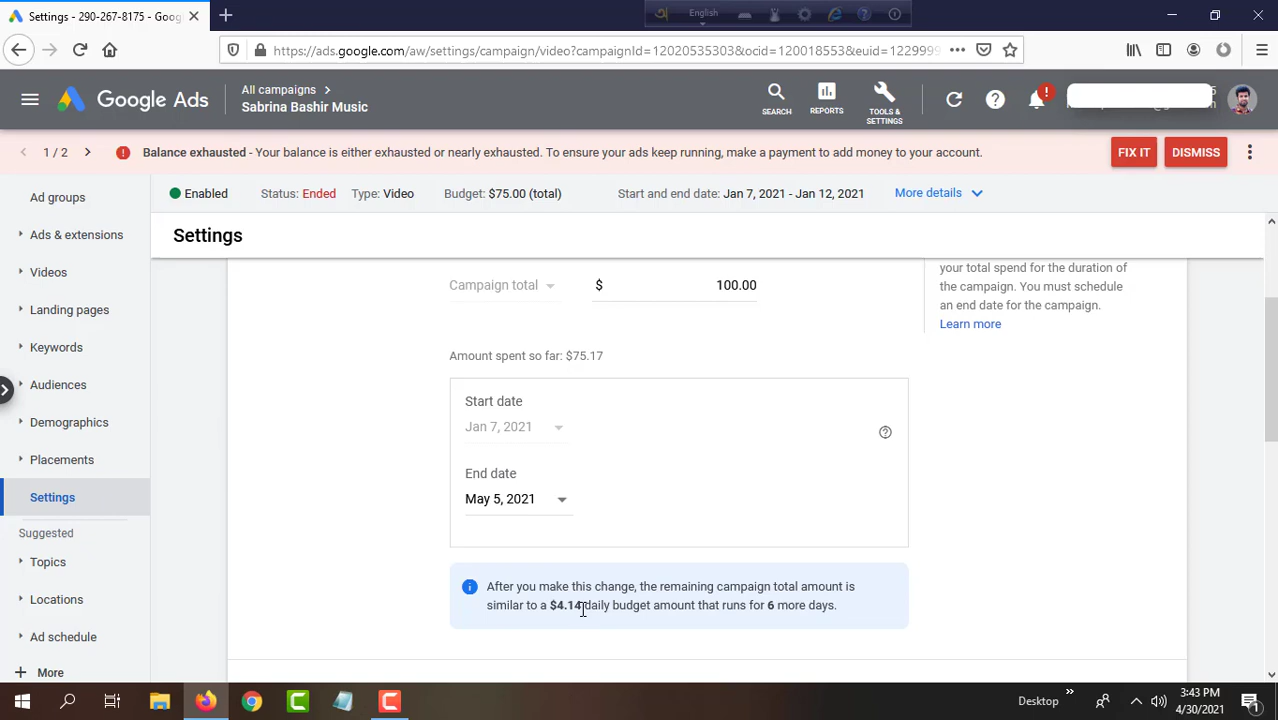 Settings - 290-267-8175 - Goo
English
https://ads.google.com/aw/settings/campaign/video?campaignId=12020535303&ocid=120018553&euid=1229999
Google Ads
All campaigns
Sabrina Bashir Music
SEARCH
REPORTS
TOOLS &
SETTINGS
1 / 2
Balance exhausted - Your balance is either exhausted or nearly exhausted. To ensure your ads keep running, make a payment to add money to your account.
FIX IT
DISMISS
Enabled
Status: Ended
Type: Video
Budget: $75.00 (total)
Start and end date: Jan 7, 2021 - Jan 12, 2021
More details
Settings
Ad groups
Ads & extensions
Videos
Landing pages
Keywords
Audiences
Demographics
Placements
Settings
Suggested
Topics
Locations
Ad schedule
More
Campaign total
$
100.00
your total spend for the duration of
the campaign. You must schedule
an end date for the campaign.
Learn more
Amount spent so far: $75.17
Start date
Jan 7, 2021
End date
May 5, 2021
After you make this change, the remaining campaign total amount is
similar to a $4.14 daily budget amount that runs for 6 more days.
Desktop
3:43 PM
4/30/2021